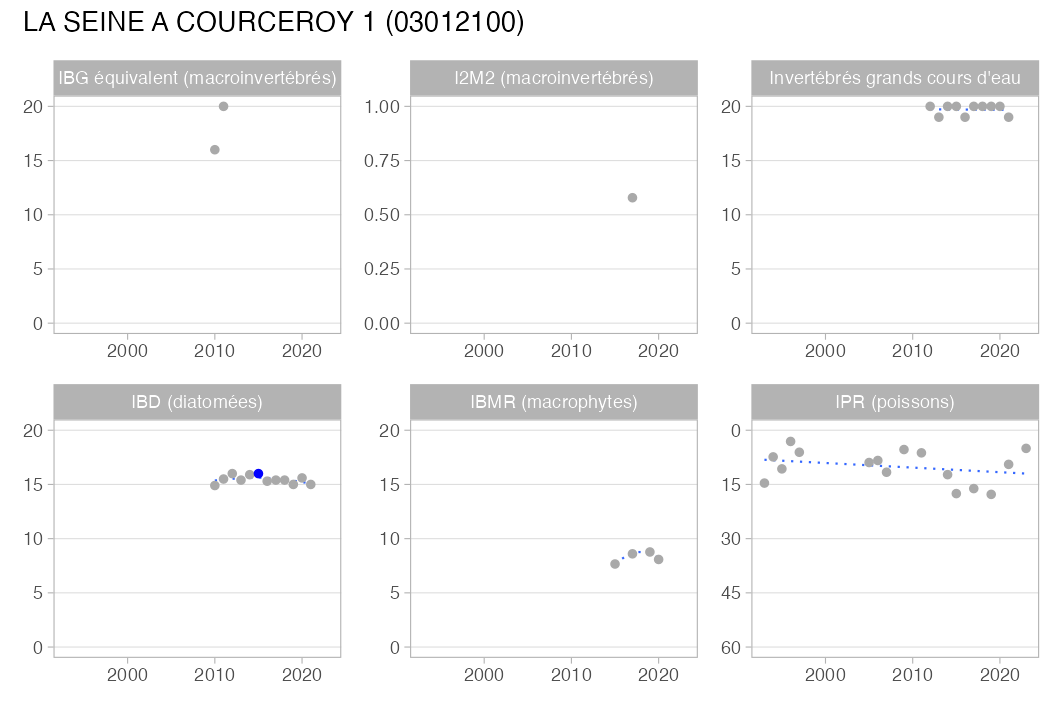 LA SEINE A COURCEROY 1 (03012100)
IBG équivalent (macroinvertébrés)
20
15
10
5
0
2000 2010 2020
I2M2 (macroinvertébrés)
1.00
0.75
0.50
0.25
0.00
2000 2010 2020
Invertébrés grands cours d'eau
20
15
10
5
0
2000 2010 2020
IBD (diatomées)
20
15
10
5
0
2000 2010 2020
IBMR (macrophytes)
20
15
10
5
0
2000 2010 2020
IPR (poissons)
0
15
30
45
60
2000 2010 2020